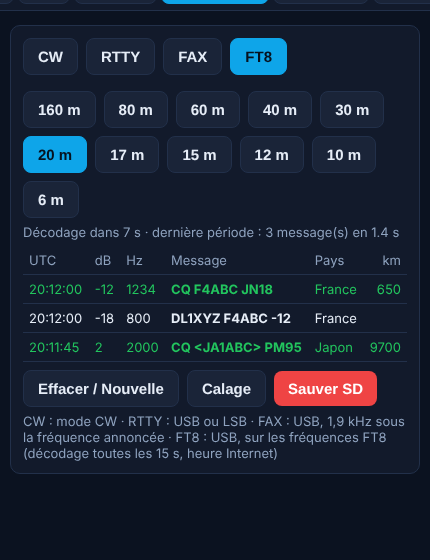 CW RTTY FAX FT8
160 m 80 m 60 m 40 m 30 m
20 m 17 m 15 m 12 m 10 m
6 m
Décodage dans 7 s · dernière période : 3 message(s) en 1.4 s
UTC dB Hz Message Pays km
20:12:00 -12 1234 CQ F4ABC JN18 France 650
20:12:00 -18 800 DL1XYZ F4ABC -12 France
20:11:45 2 2000 CQ <JA1ABC> PM95 Japon 9700
Effacer / Nouvelle Calage Sauver SD
CW : mode CW · RTTY : USB ou LSB · FAX : USB, 1,9 kHz sous
la fréquence annoncée · FT8 : USB, sur les fréquences FT8
(décodage toutes les 15 s, heure Internet)